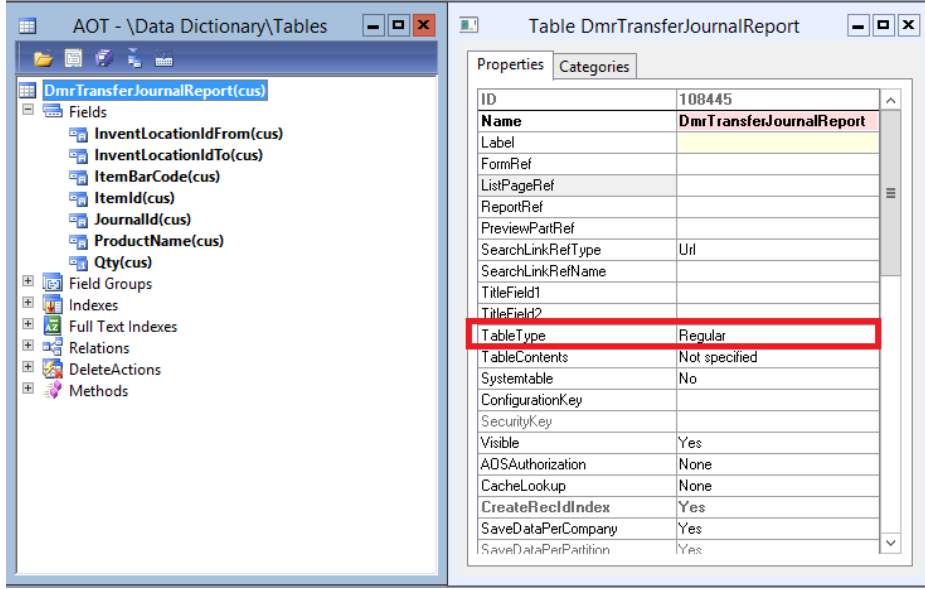 AOT - \Data Dictionary\Tables
DmrTransferJournalReport(cus)
Fields
InventLocationIdFrom(cus)
InventLocationIdTo(cus)
ItemBarCode(cus)
ItemId(cus)
JournalId(cus)
ProductName(cus)
Qty(cus)
Field Groups
Indexes
Full Text Indexes
Relations
DeleteActions
Methods
Table DmrTransferJournalReport
Properties Categories
ID 108445
Name DmrTransferJournalReport
Label
FormRef
ListPageRef
ReportRef
PreviewPartRef
SearchLinkRefType Url
SearchLinkRefName
TitleField1
TitleField2
TableType Regular
TableContents Not specified
Systemtable No
ConfigurationKey
SecurityKey
Visible Yes
AOSAuthorization None
CacheLookup None
CreateRecIdIndex Yes
SaveDataPerCompany Yes
SaveDataPerPartition Yes